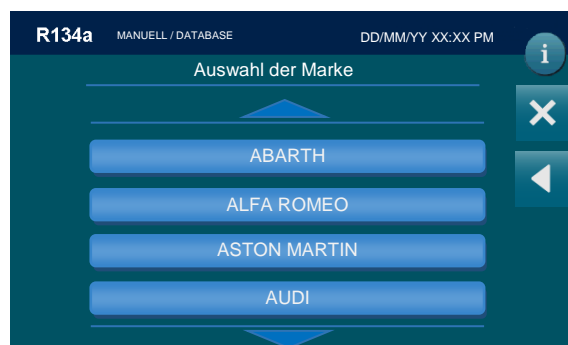 R134a MANUELL / DATABASE DD/MM/YY XX:XX PM
i
Auswahl der Marke
ABARTH
ALFA ROMEO
ASTON MARTIN
AUDI